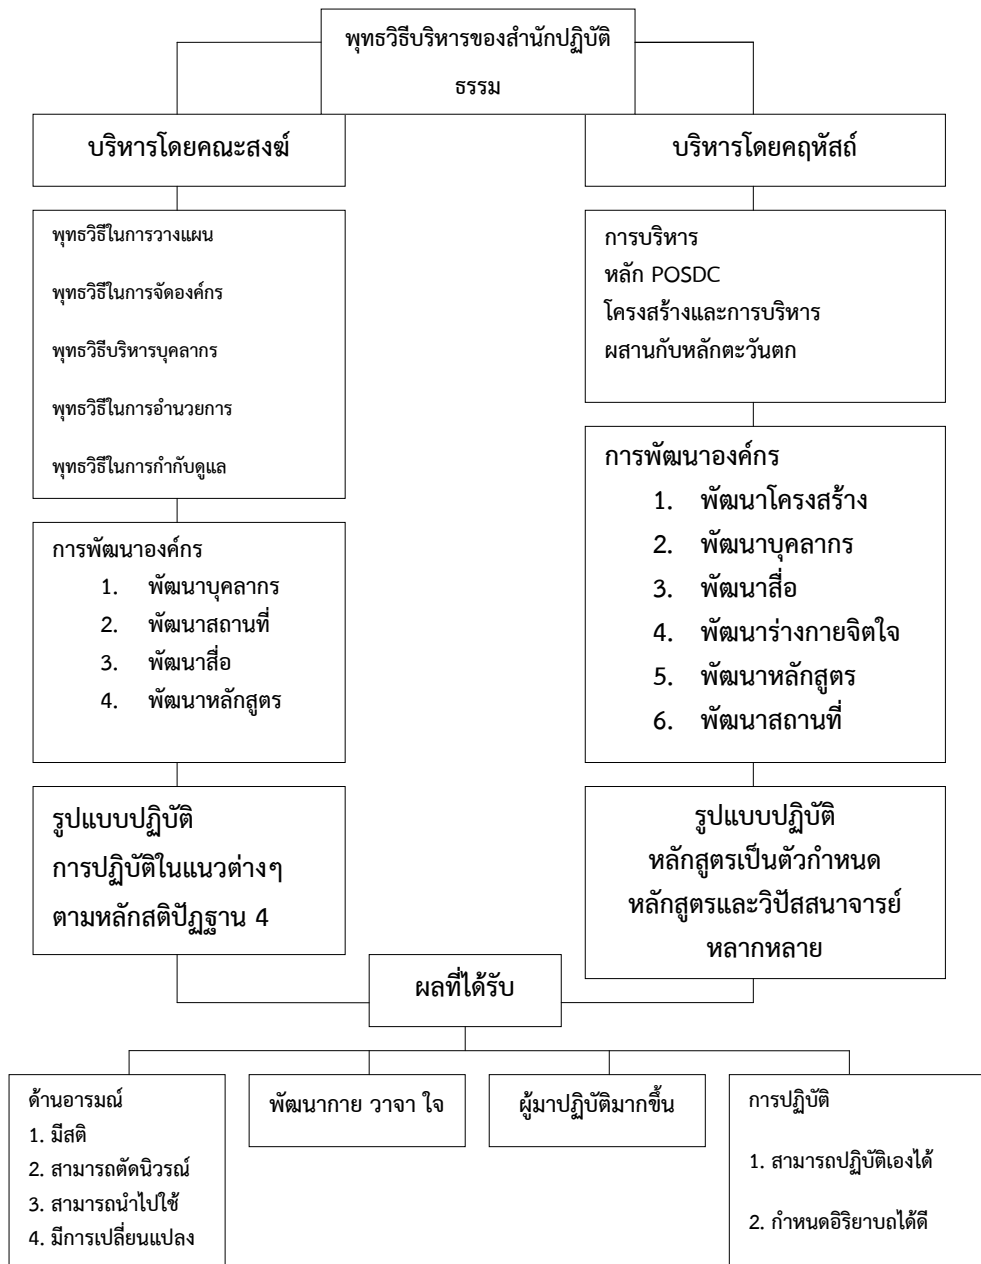 พุทธวิธีบริหารของสำนักปฏิบัติ
ธรรม
บริหารโดยคณะสงฆ์
พุทธวิธีในการวางแผน
พุทธวิธีในการจัดองค์กร
พุทธวิธีบริหารบุคลากร
พุทธวิธีในการอำนวยการ
พุทธวิธีในการกำกับดูแล
การพัฒนาองค์กร
1. พัฒนาบุคลากร
2. พัฒนาสถานที่
3. พัฒนาสื่อ
4. พัฒนาหลักสูตร
รูปแบบปฏิบัติ
การปฏิบัติในแนวต่างๆ
ตามหลักสติปัฏฐาน 4
บริหารโดยคฤหัสถ์
การบริหาร
หลัก POSDC
โครงสร้างและการบริหาร
ผสานกับหลักตะวันตก
การพัฒนาองค์กร
1. พัฒนาโครงสร้าง
2. พัฒนาบุคลากร
3. พัฒนาสื่อ
4. พัฒนาร่างกายจิตใจ
5. พัฒนาหลักสูตร
6. พัฒนาสถานที่
รูปแบบปฏิบัติ
หลักสูตรเป็นตัวกำหนด
หลักสูตรและวิปัสสนาจารย์
หลากหลาย
ผลที่ได้รับ
ด้านอารมณ์
1. มีสติ
2. สามารถตัดนิวรณ์
3. สามารถนำไปใช้
4. มีการเปลี่ยนแปลง
พัฒนากาย วาจา ใจ
ผู้มาปฏิบัติมากขึ้น
การปฏิบัติ
1. สามารถปฏิบัติเองได้
2. กำหนดอิริยาบถได้ดี